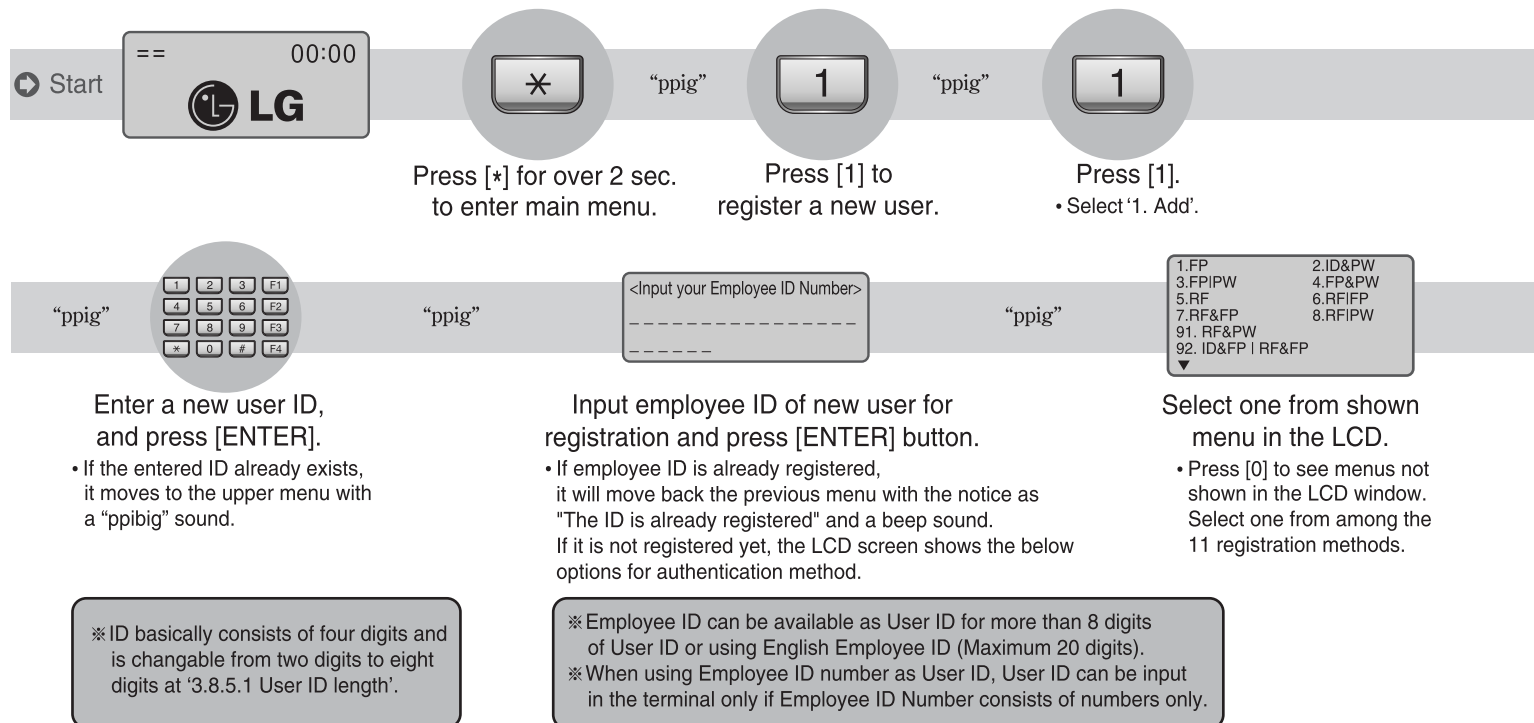 Start
== 00:00
LG
*
"ppig"
1
"ppig"
1
Press [*] for over 2 sec.
to enter main menu.
Press [1] to
register a new user.
Press [1].
• Select '1. Add'.
"ppig"
1 2 3 F1
4 5 6 F2
7 8 9 F3
* 0 # F4
"ppig"
<Input your Employee ID Number>
_ _ _ _ _ _ _ _ _ _ _ _ _ _ _ _
_ _ _ _ _ _
"ppig"
1.FP 2.ID&PW
3.FP|PW 4.FP&PW
5.RF 6.RF|FP
7.RF&FP 8.RF|PW
91. RF&PW
92. ID&FP | RF&FP
▼
Enter a new user ID,
and press [ENTER].
• If the entered ID already exists,
it moves to the upper menu with
a "ppibig" sound.
Input employee ID of new user for
registration and press [ENTER] button.
• If employee ID is already registered,
it will move back the previous menu with the notice as
"The ID is already registered" and a beep sound.
If it is not registered yet, the LCD screen shows the below
options for authentication method.
Select one from shown
menu in the LCD.
• Press [0] to see menus not
shown in the LCD window.
Select one from among the
11 registration methods.
※ID basically consists of four digits and
is changable from two digits to eight
digits at '3.8.5.1 User ID length'.
※Employee ID can be available as User ID for more than 8 digits
of User ID or using English Employee ID (Maximum 20 digits).
※When using Employee ID number as User ID, User ID can be input
in the terminal only if Employee ID Number consists of numbers only.